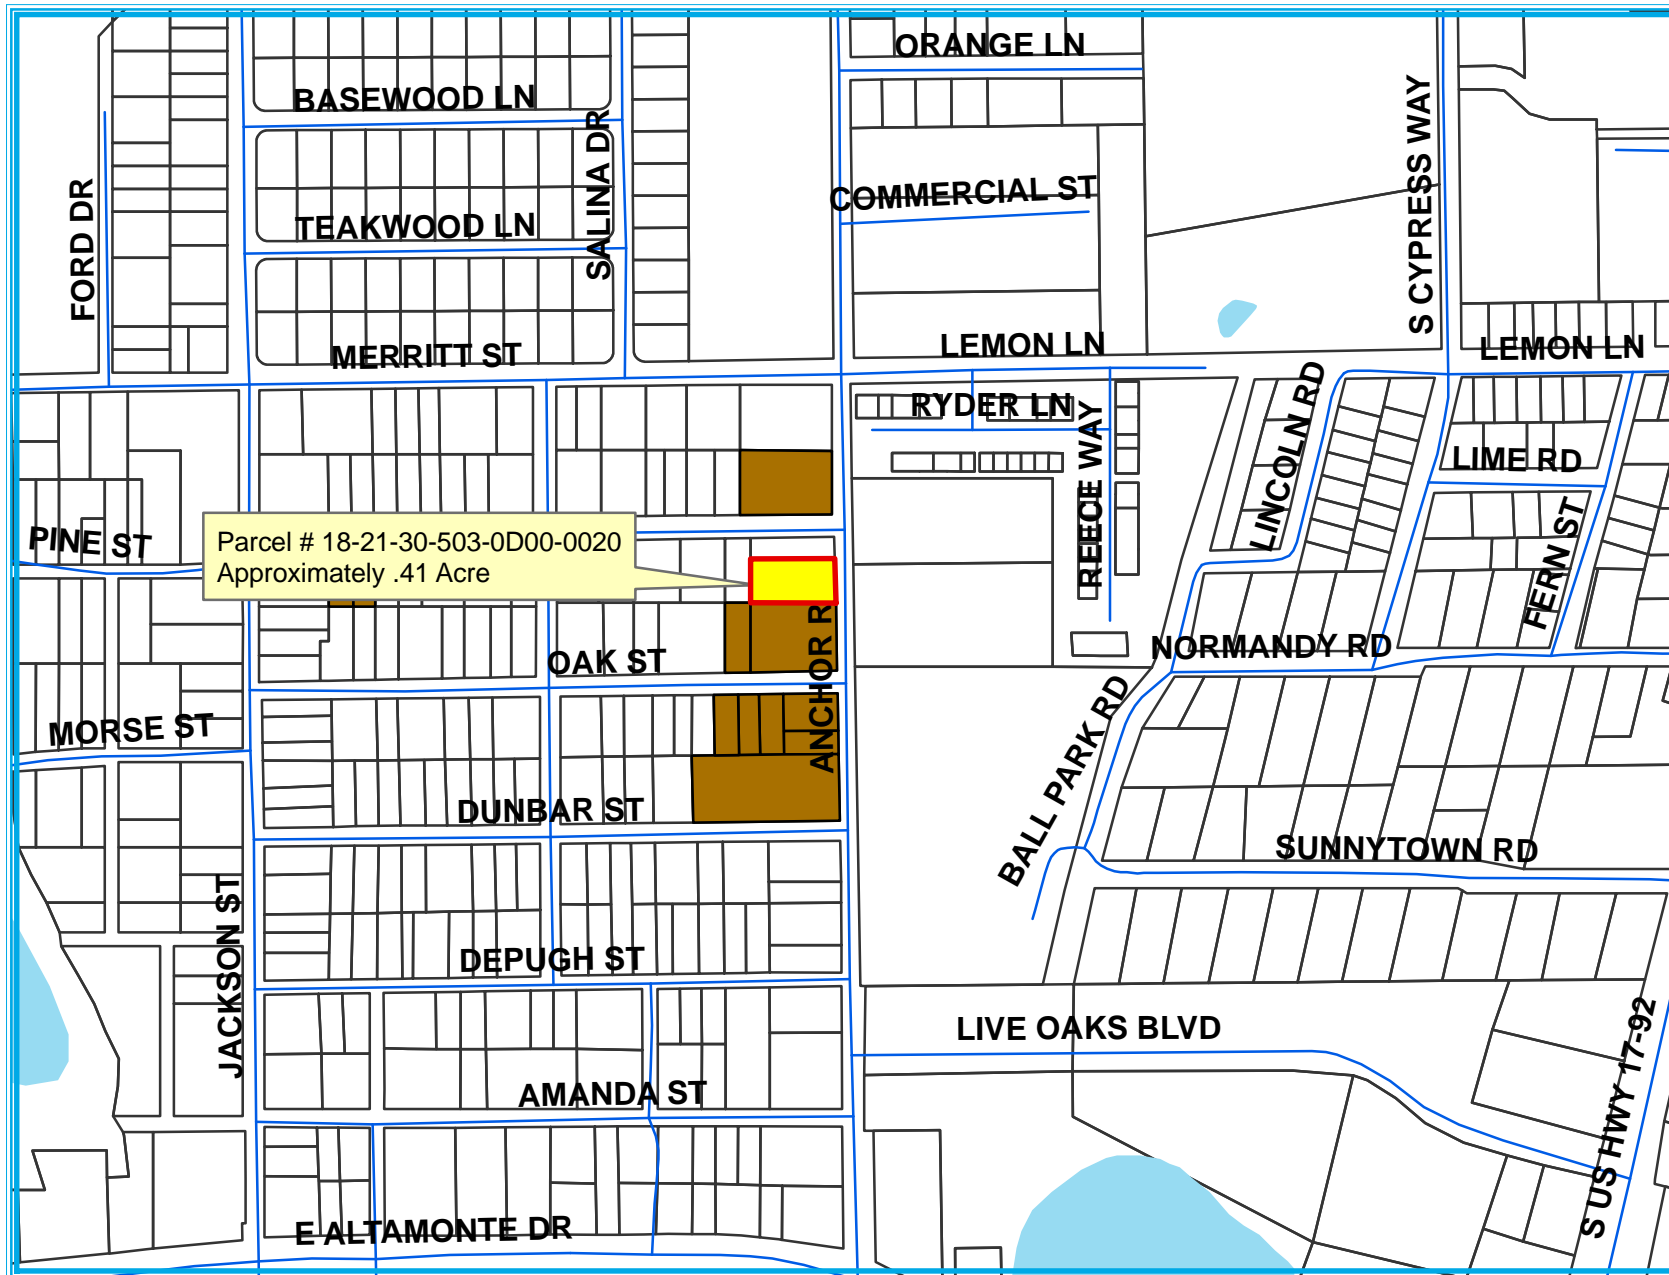 ORANGE LN
BASEWOOD LN
SALINA DR
S CYPRESS WAY
FORD DR
COMMERCIAL ST
TEAKWOOD LN
MERRITT ST
LEMON LN
LEMON LN
RYDER LN
LINCOLN RD
REECE WAY
LIME RD
FERN ST
PINE ST
Parcel # 18-21-30-503-0D00-0020
Approximately .41 Acre
ANCHOR R
OAK ST
NORMANDY RD
MORSE ST
BALL PARK RD
DUNBAR ST
SUNNYTOWN RD
JACKSON ST
DEPUGH ST
LIVE OAKS BLVD
S US HWY 17-92
AMANDA ST
E ALTAMONTE DR